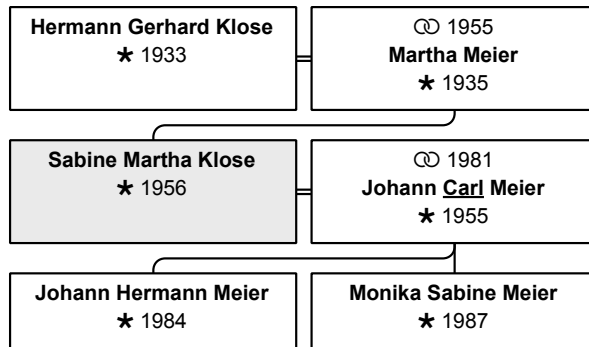 Hermann Gerhard Klose
★ 1933
⚭ 1955
Martha Meier
★ 1935
Sabine Martha Klose
★ 1956
⚭ 1981
Johann Carl Meier
★ 1955
Johann Hermann Meier
★ 1984
Monika Sabine Meier
★ 1987